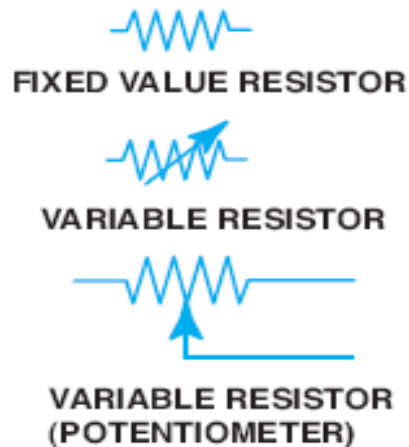 FIXED VALUE RESISTOR
VARIABLE RESISTOR
VARIABLE RESISTOR
(POTENTIOMETER)